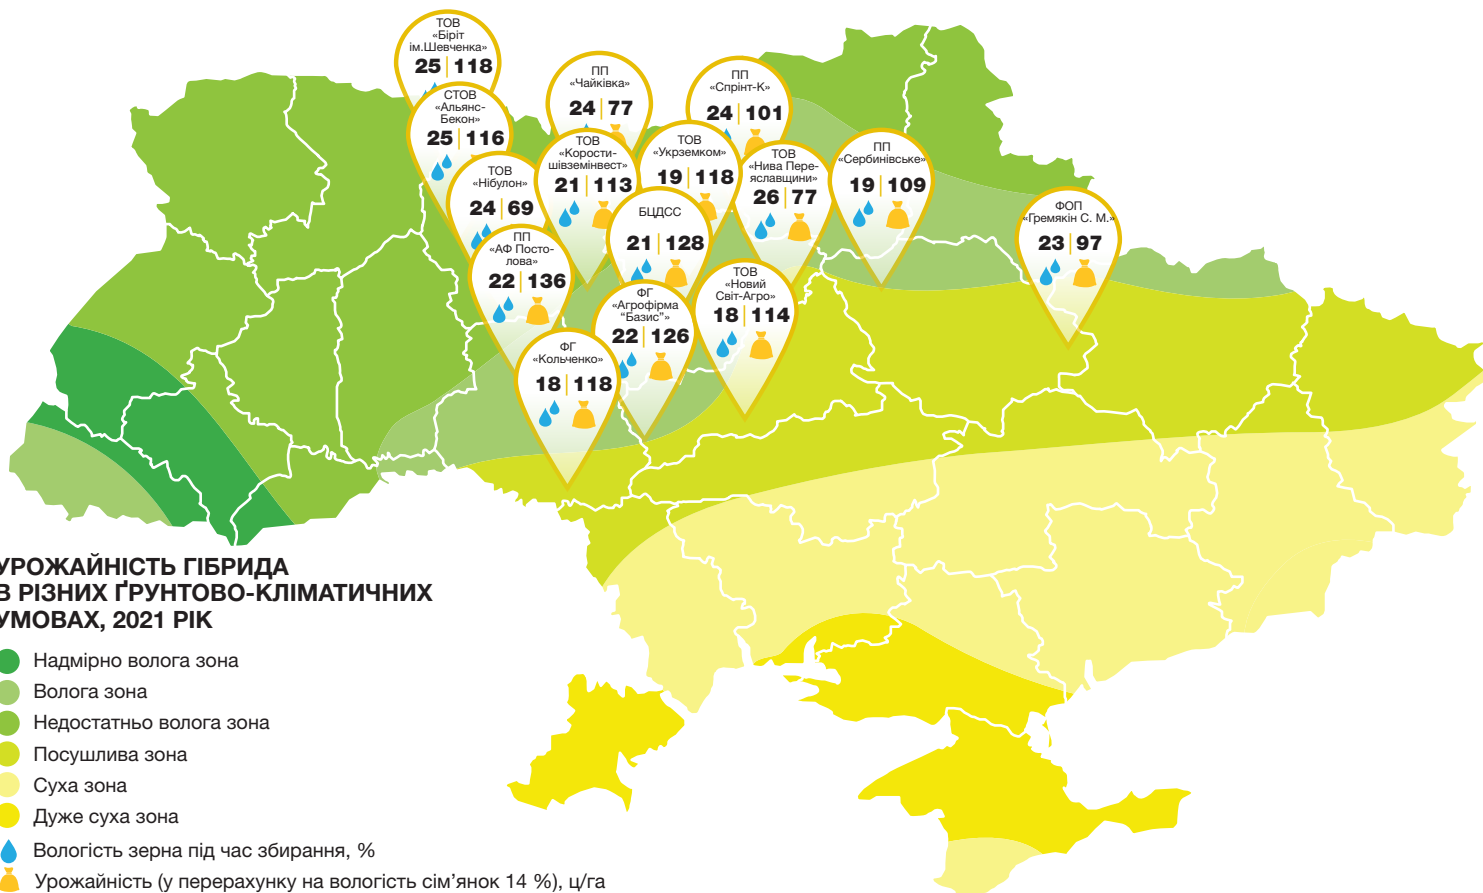 ТОВ
«Біріт
ім.Шевченка»
25 | 118
СТОВ
«Альянс-
Бекон»
25 | 116
ТОВ
«Нібулон»
24 | 69
ПП
«АФ Посто-
лова»
22 | 136
ФГ
«Кольченко»
18 | 118
ПП
«Чайківка»
24 | 77
ТОВ
«Корости-
шівземінвест»
21 | 113
ПП
«Спрінт-К»
24 | 101
ТОВ
«Укрземком»
19 | 118
БЦДСС
21 | 128
ФГ
«Агрофірма
“Базис”»
22 | 126
ТОВ
«Нива Пере-
яславщини»
26 | 77
ТОВ
«Новий
Світ-Агро»
18 | 114
ПП
«Сербинівське»
19 | 109
ФОП
«Гремякін С. М.»
23 | 97
УРОЖАЙНІСТЬ ГІБРИДА
В РІЗНИХ ҐРУНТОВО-КЛІМАТИЧНИХ
УМОВАХ, 2021 РІК
Надмірно волога зона
Волога зона
Недостатньо волога зона
Посушлива зона
Суха зона
Дуже суха зона
Вологість зерна під час збирання, %
Урожайність (у перерахунку на вологість сім’янок 14 %), ц/га